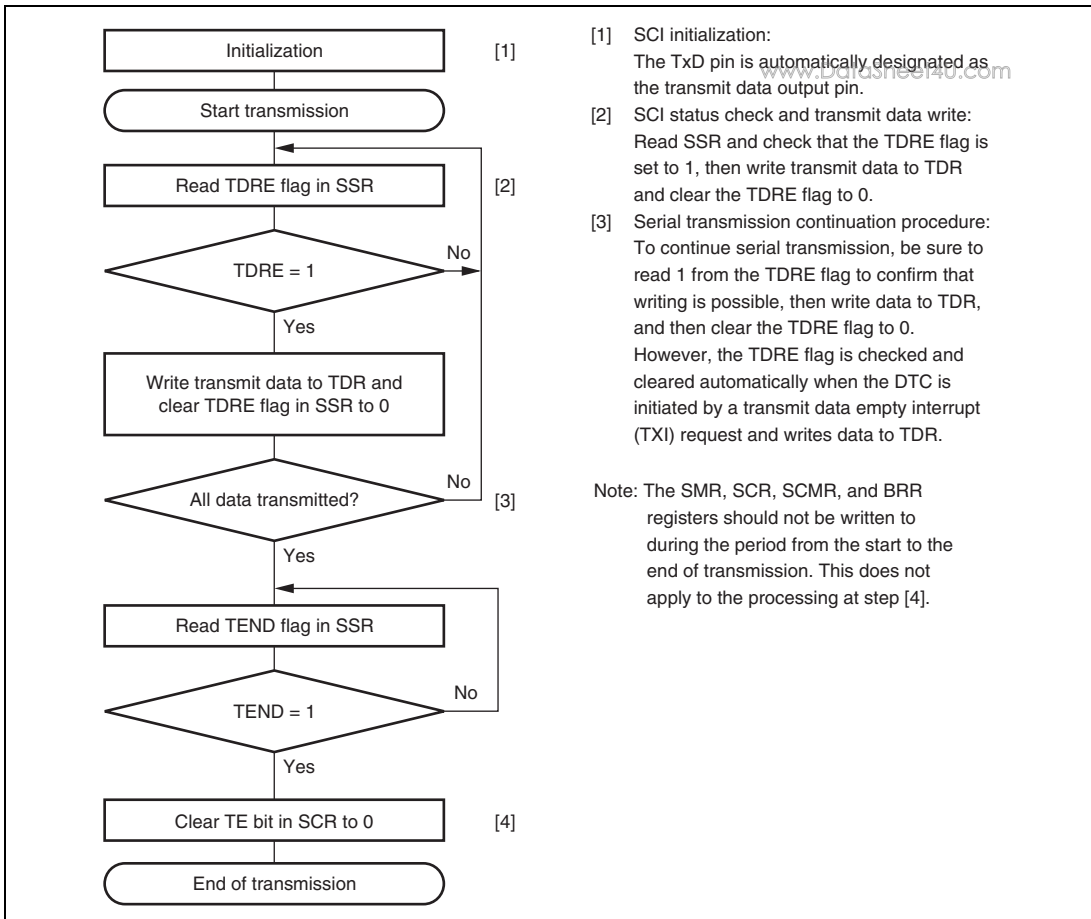 Initialization [1]
Start transmission
Read TDRE flag in SSR [2]
TDRE = 1
No
Yes
Write transmit data to TDR and
clear TDRE flag in SSR to 0
All data transmitted?
No
[3]
Yes
Read TEND flag in SSR
TEND = 1
No
Yes
Clear TE bit in SCR to 0 [4]
End of transmission
[1] SCI initialization:
The TxD pin is automatically designated as
www.DataSheet4U.com
the transmit data output pin.
[2] SCI status check and transmit data write:
Read SSR and check that the TDRE flag is
set to 1, then write transmit data to TDR
and clear the TDRE flag to 0.
[3] Serial transmission continuation procedure:
To continue serial transmission, be sure to
read 1 from the TDRE flag to confirm that
writing is possible, then write data to TDR,
and then clear the TDRE flag to 0.
However, the TDRE flag is checked and
cleared automatically when the DTC is
initiated by a transmit data empty interrupt
(TXI) request and writes data to TDR.
Note: The SMR, SCR, SCMR, and BRR
registers should not be written to
during the period from the start to the
end of transmission. This does not
apply to the processing at step [4].